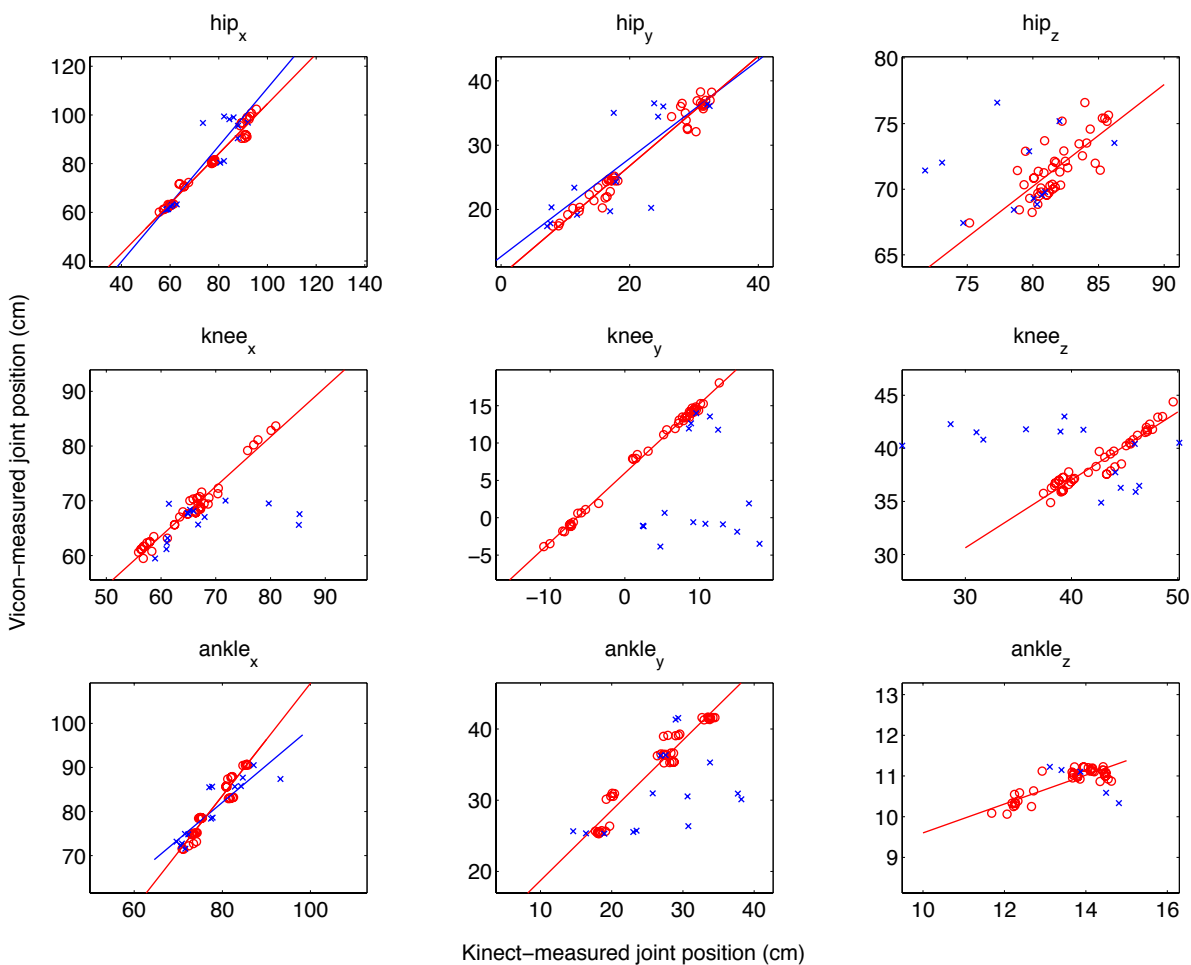 hip_x
hip_y
hip_z
120
100
80
60
40
40 60 80 100 120 140
40
30
20
0 20 40
80
75
70
65
75 80 85 90
knee_x
knee_y
knee_z
90
80
70
60
50 60 70 80 90
15
10
5
0
−5
−10 0 10
45
40
35
30
30 40 50
ankle_x
ankle_y
ankle_z
100
90
80
70
60 80 100
40
30
20
10 20 30 40
13
12
11
10
9
10 12 14 16
Vicon−measured joint position (cm)
Kinect−measured joint position (cm)